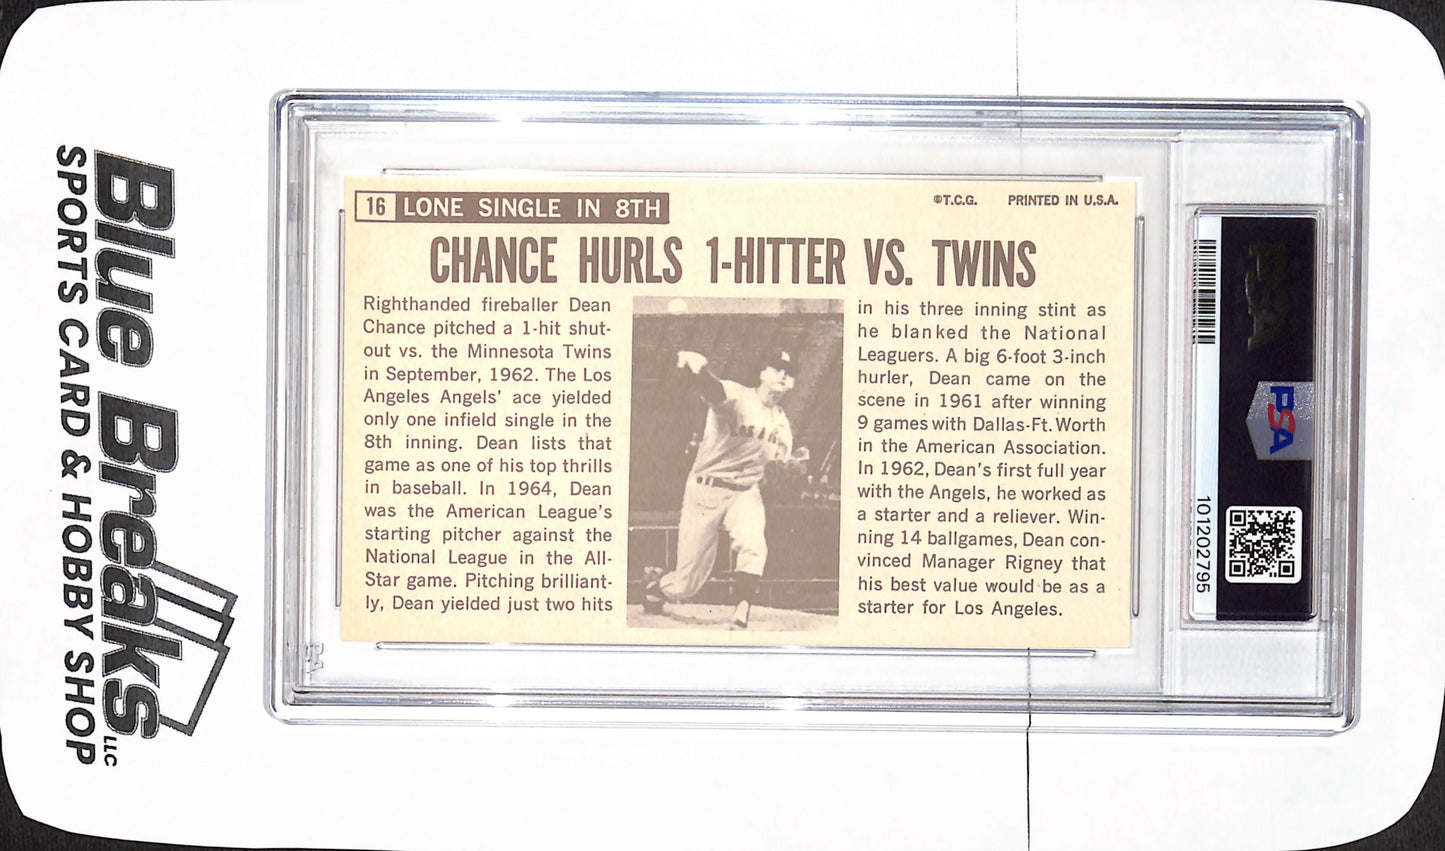 Blue Breaks LLC
SPORTS CARD & HOBBY SHOP
16 LONE SINGLE IN 8TH
©T.C.G. PRINTED IN U.S.A.
CHANCE HURLS 1-HITTER VS. TWINS
Righthanded fireballer Dean
Chance pitched a 1-hit shut-
out vs. the Minnesota Twins
in September, 1962. The Los
Angeles Angels' ace yielded
only one infield single in the
8th inning. Dean lists that
game as one of his top thrills
in baseball. In 1964, Dean
was the American League's
starting pitcher against the
National League in the All-
Star game. Pitching brilliant-
ly, Dean yielded just two hits
in his three inning stint as
he blanked the National
Leaguers. A big 6-foot 3-inch
hurler, Dean came on the
scene in 1961 after winning
9 games with Dallas-Ft. Worth
in the American Association.
In 1962, Dean's first full year
with the Angels, he worked as
a starter and a reliever. Win-
ning 14 ballgames, Dean con-
vinced Manager Rigney that
his best value would be as a
starter for Los Angeles.
PSA
PSA
101202795
PSA